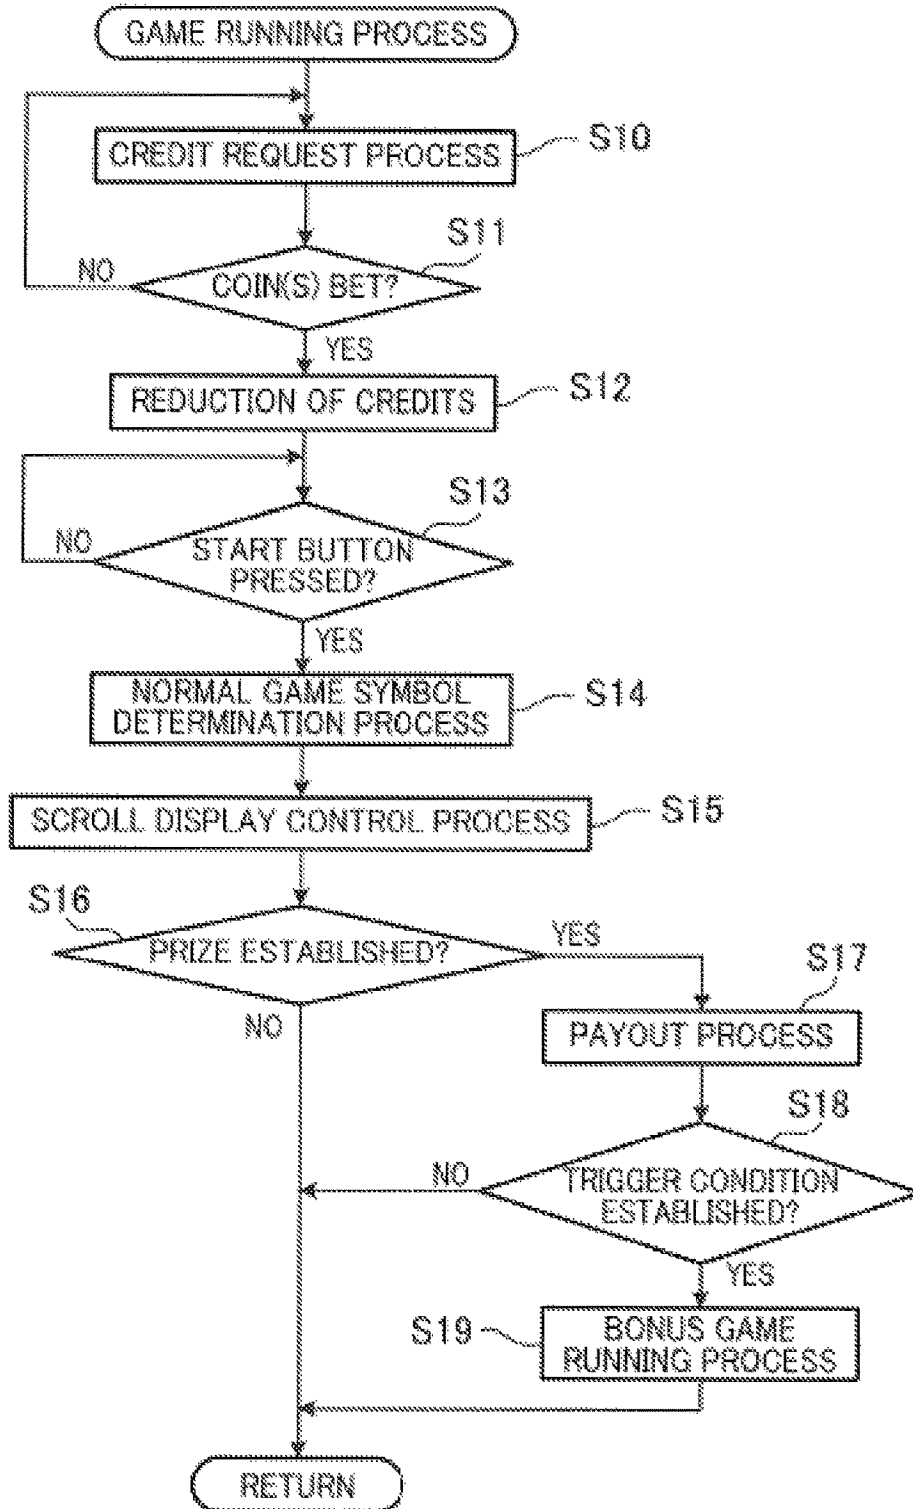 GAME RUNNING PROCESS
CREDIT REQUEST PROCESS
S10
S11
COIN(S) BET?
NO
YES
REDUCTION OF CREDITS
S12
S13
START BUTTON
PRESSED?
NO
YES
NORMAL GAME SYMBOL
DETERMINATION PROCESS
S14
SCROLL DISPLAY CONTROL PROCESS
S15
S16
PRIZE ESTABLISHED?
YES
NO
S17
PAYOUT PROCESS
S18
TRIGGER CONDITION
ESTABLISHED?
NO
YES
S19
BONUS GAME
RUNNING PROCESS
RETURN